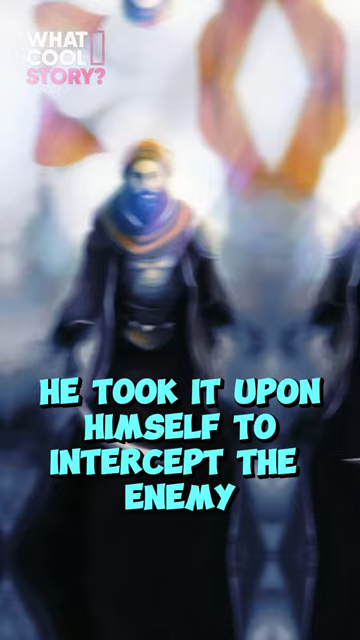 WHAT
COOL
STORY?
HE TOOK IT UPON
HIMSELF TO
INTERCEPT THE
ENEMY